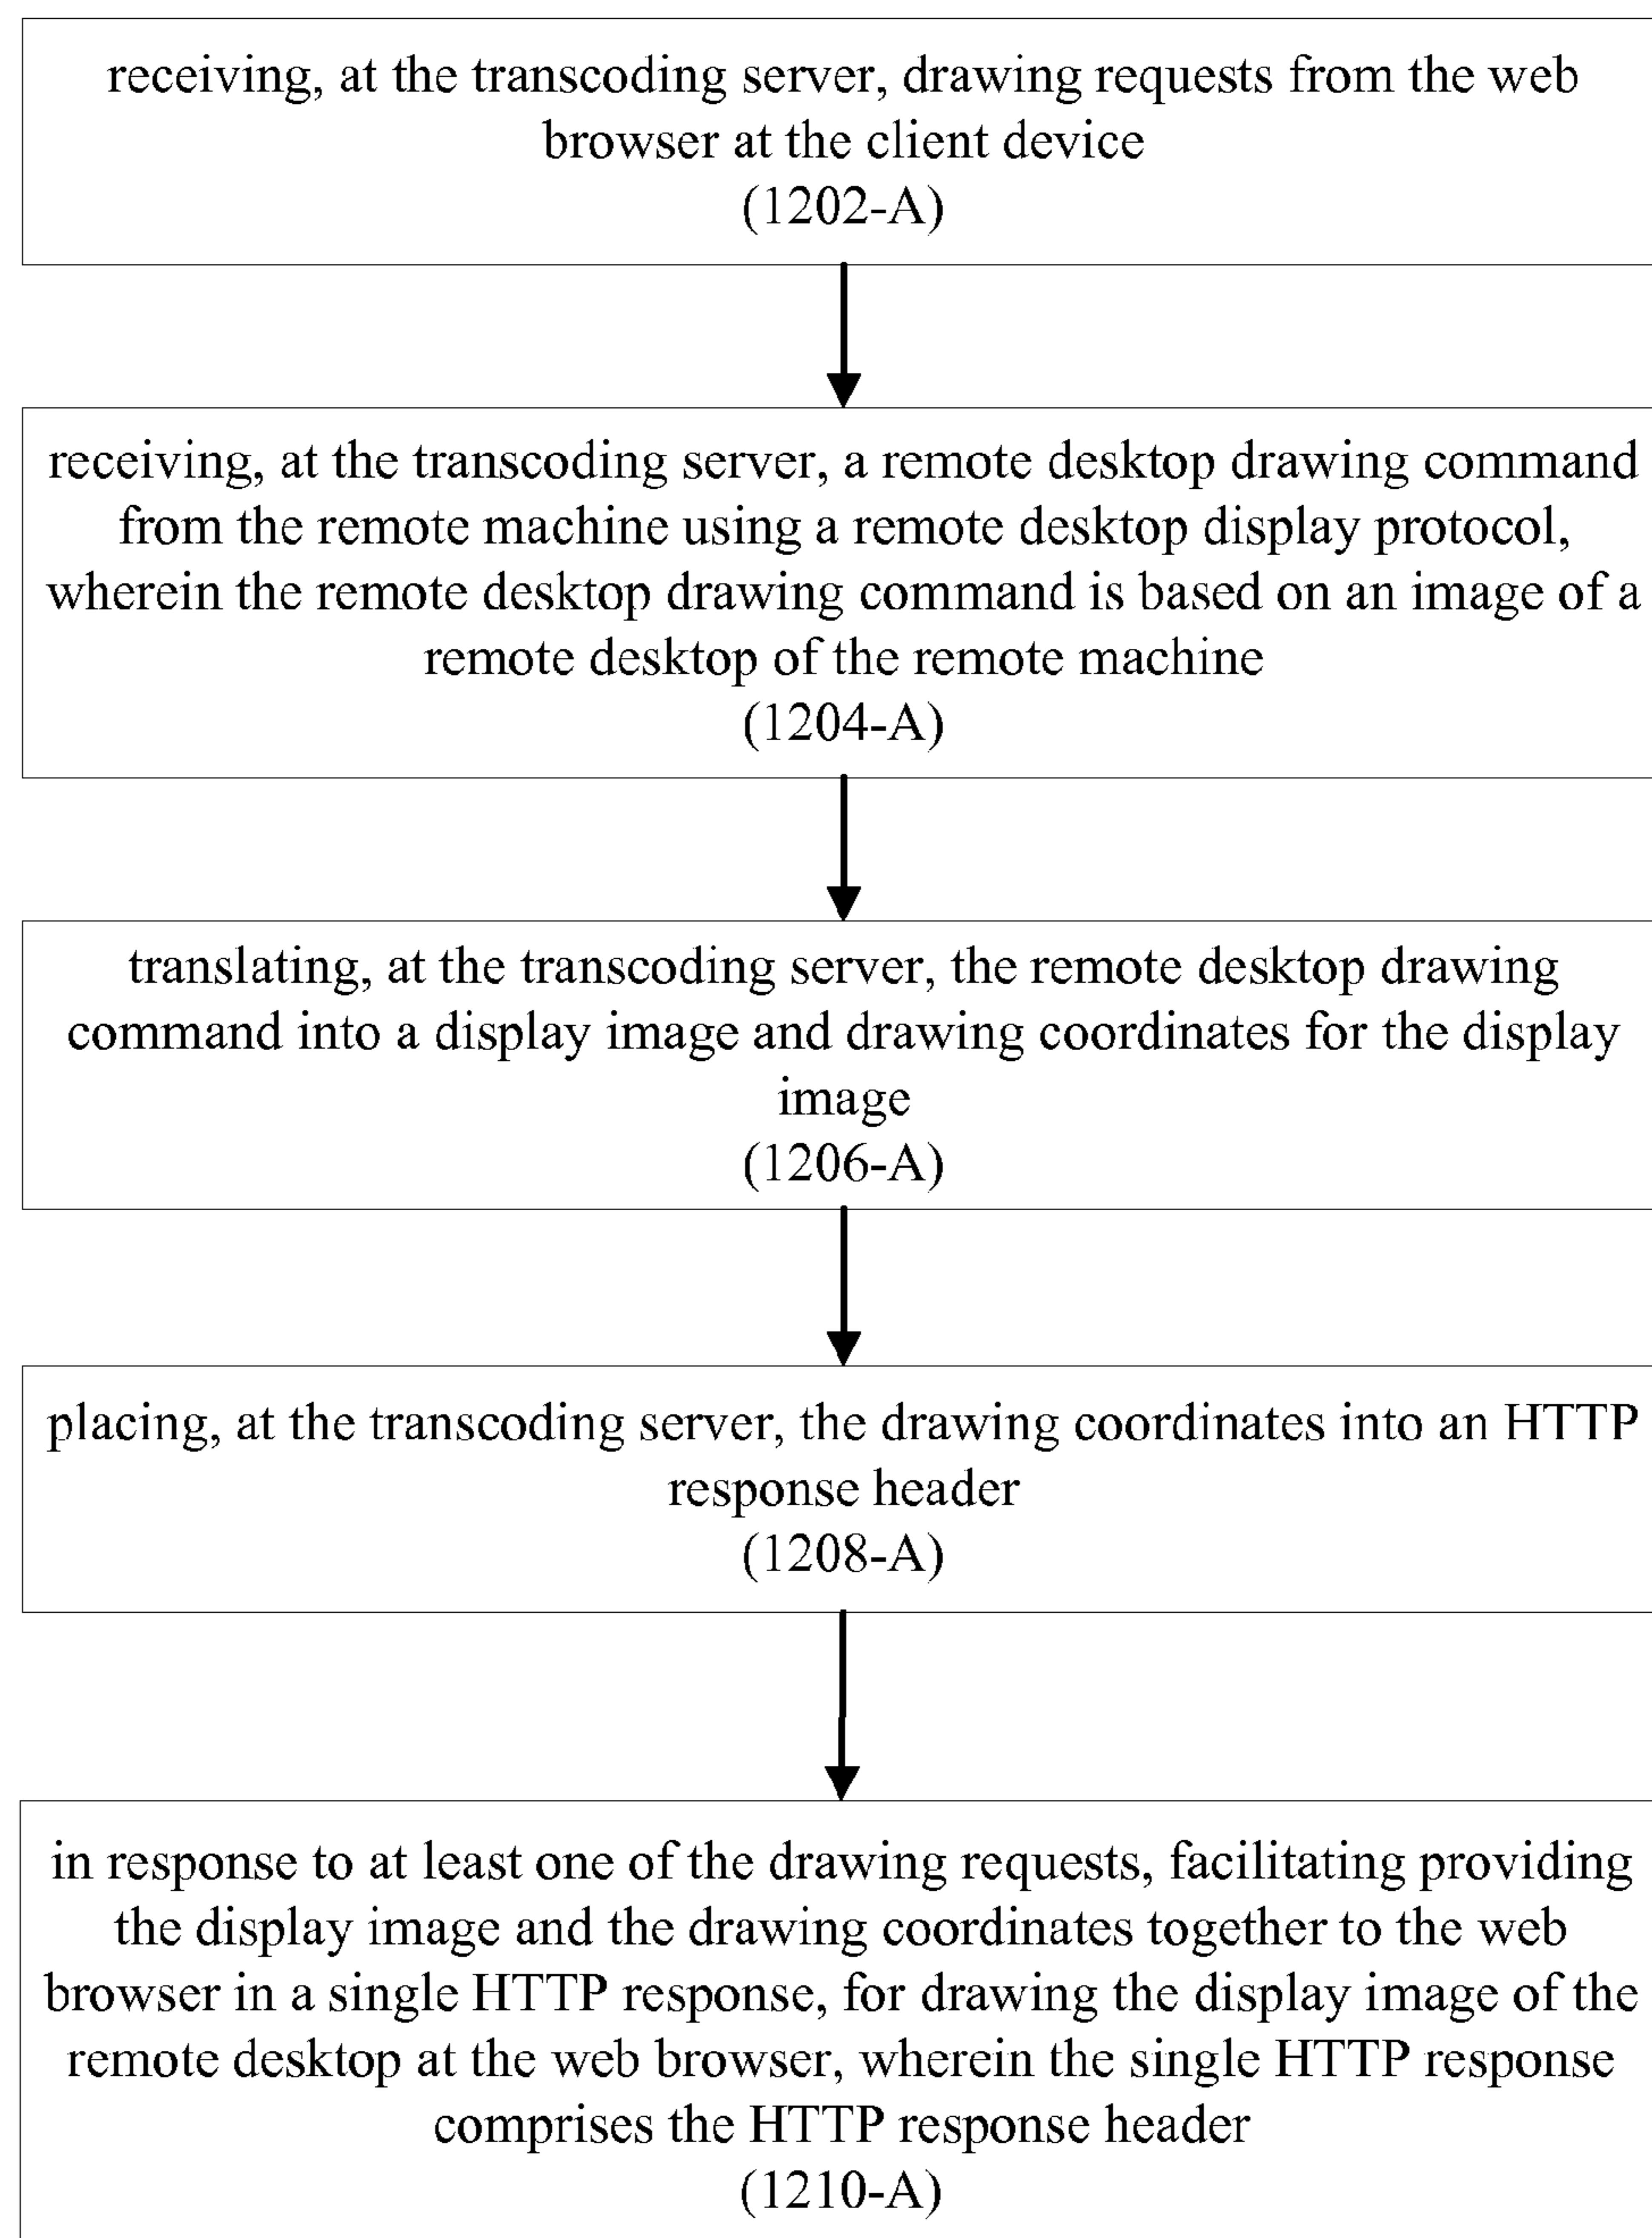 receiving, at the transcoding server, drawing requests from the web
browser at the client device
(1202-A)
receiving, at the transcoding server, a remote desktop drawing command
from the remote machine using a remote desktop display protocol,
wherein the remote desktop drawing command is based on an image of a
remote desktop of the remote machine
(1204-A)
translating, at the transcoding server, the remote desktop drawing
command into a display image and drawing coordinates for the display
image
(1206-A)
placing, at the transcoding server, the drawing coordinates into an HTTP
response header
(1208-A)
in response to at least one of the drawing requests, facilitating providing
the display image and the drawing coordinates together to the web
browser in a single HTTP response, for drawing the display image of the
remote desktop at the web browser, wherein the single HTTP response
comprises the HTTP response header
(1210-A)